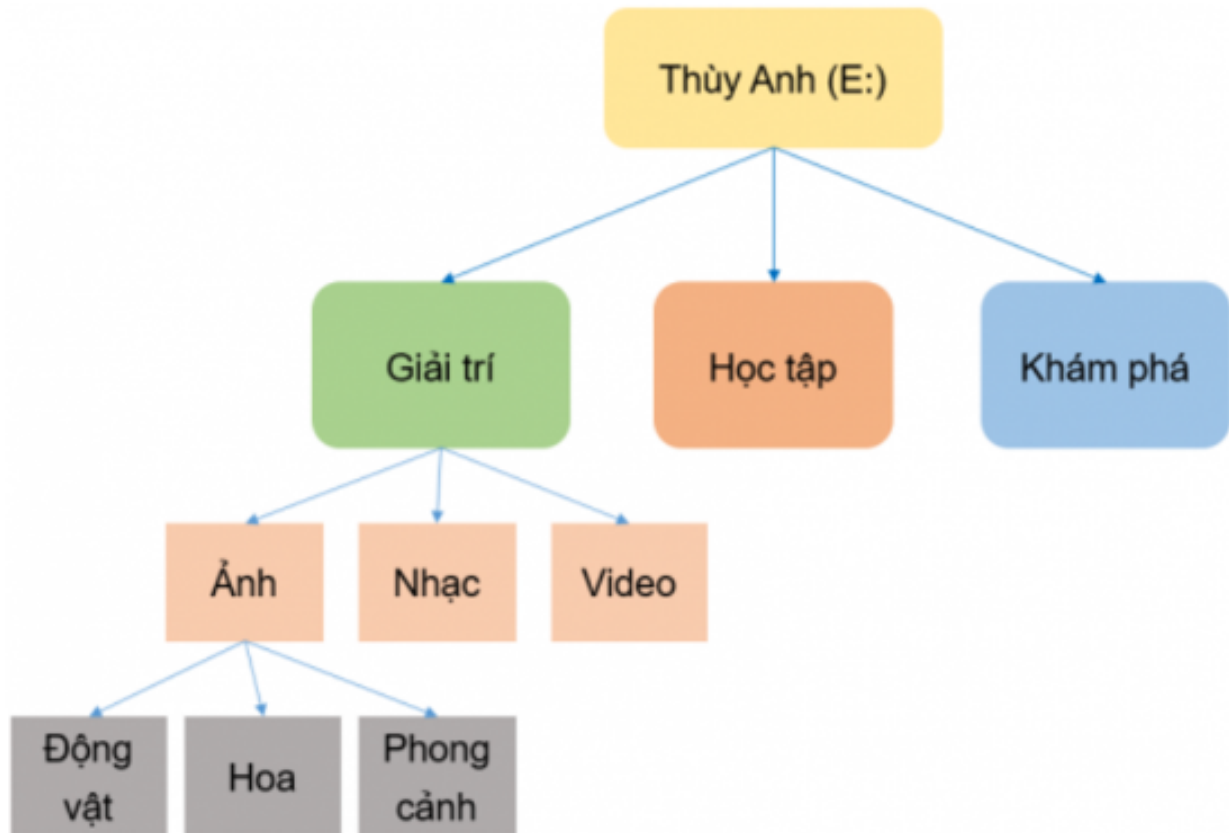 Thùy Anh (E:)
Giải trí
Học tập
Khám phá
Ảnh
Nhạc
Video
Động
vật
Hoa
Phong
cảnh